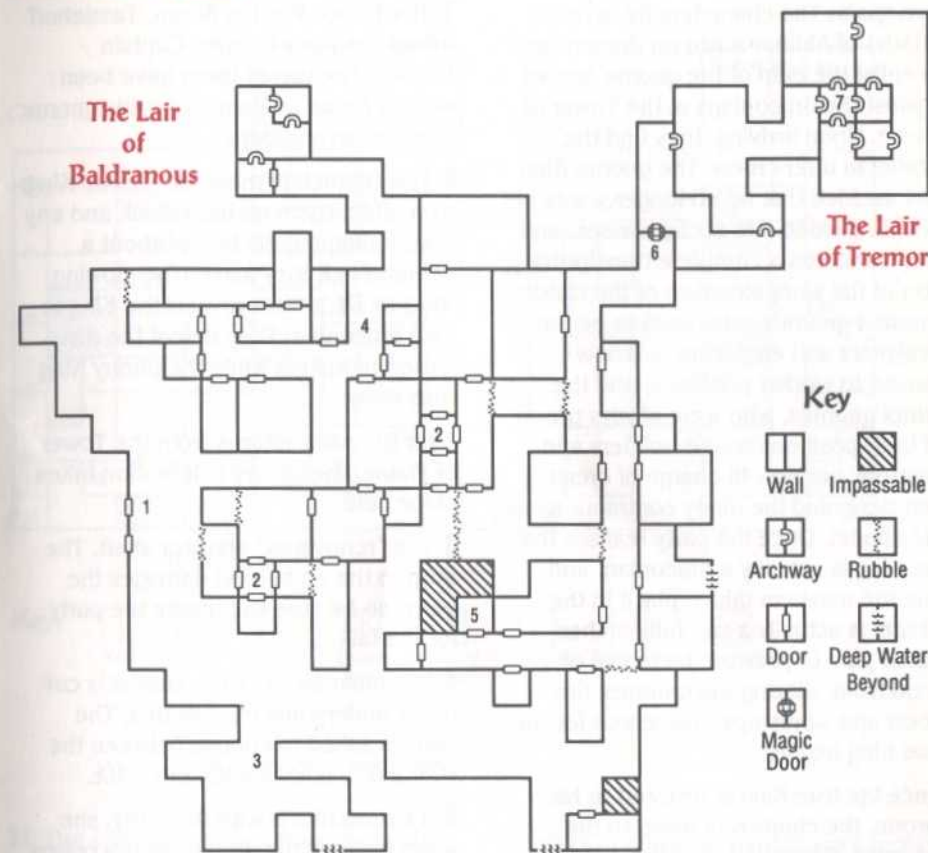 The Lair
of
Baldranous
6
The Lair
of Tremor
4
2
1
2
5
3
Key
Wall
Impassable
Archway
Rubble
Door
Deep Water
Beyond
Magic
Door